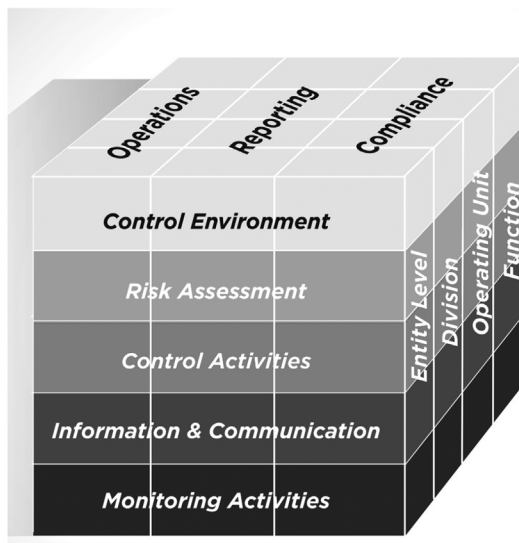 Operations
Reporting
Compliance
Control Environment
Risk Assessment
Control Activities
Information & Communication
Monitoring Activities
Entity Level
Division
Operating Unit
Function